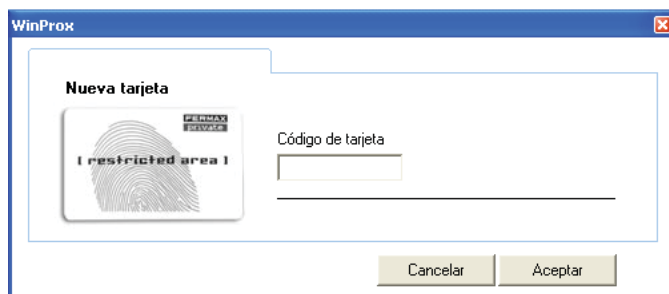 WinProx
Nueva tarjeta
FERMAX
private
[ restricted area ]
Código de tarjeta
Cancelar
Aceptar